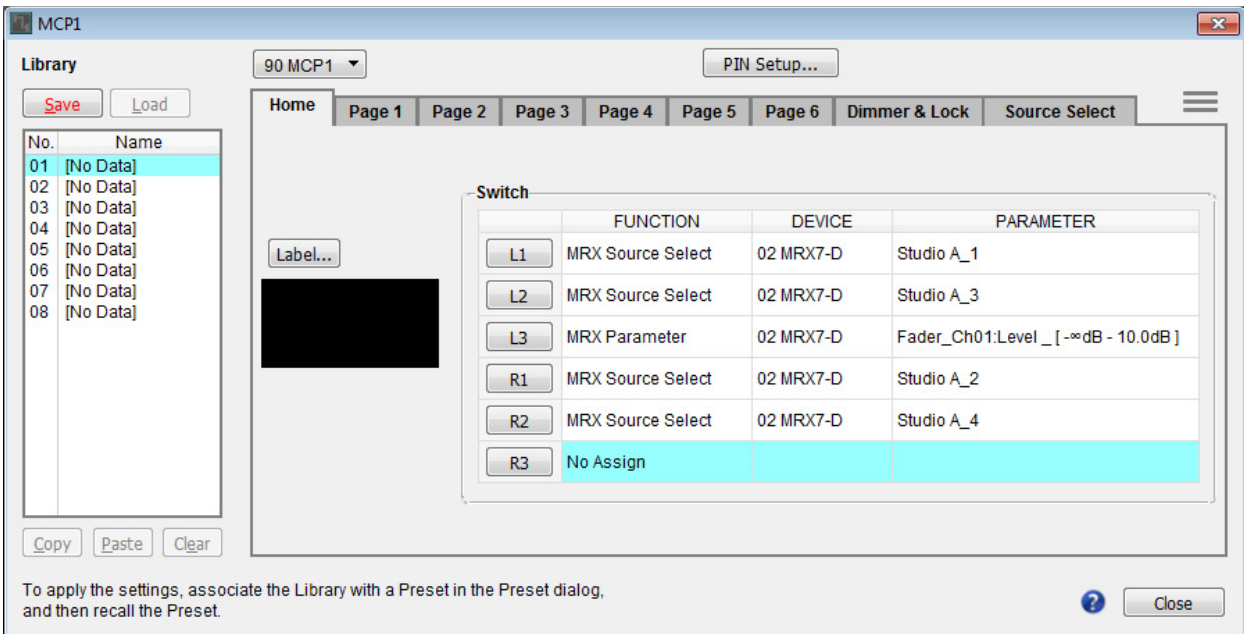 MCP1
Library
90 MCP1
PIN Setup...
Save Load
Home Page 1 Page 2 Page 3 Page 4 Page 5 Page 6 Dimmer & Lock Source Select
No. Name
01 [No Data]
02 [No Data]
03 [No Data]
04 [No Data]
05 [No Data]
06 [No Data]
07 [No Data]
08 [No Data]
Label...
Switch
FUNCTION DEVICE PARAMETER
L1 MRX Source Select 02 MRX7-D Studio A_1
L2 MRX Source Select 02 MRX7-D Studio A_3
L3 MRX Parameter 02 MRX7-D Fader_Ch01:Level _ [ -∞dB - 10.0dB ]
R1 MRX Source Select 02 MRX7-D Studio A_2
R2 MRX Source Select 02 MRX7-D Studio A_4
R3 No Assign
Copy Paste Clear
To apply the settings, associate the Library with a Preset in the Preset dialog,
and then recall the Preset.
? Close